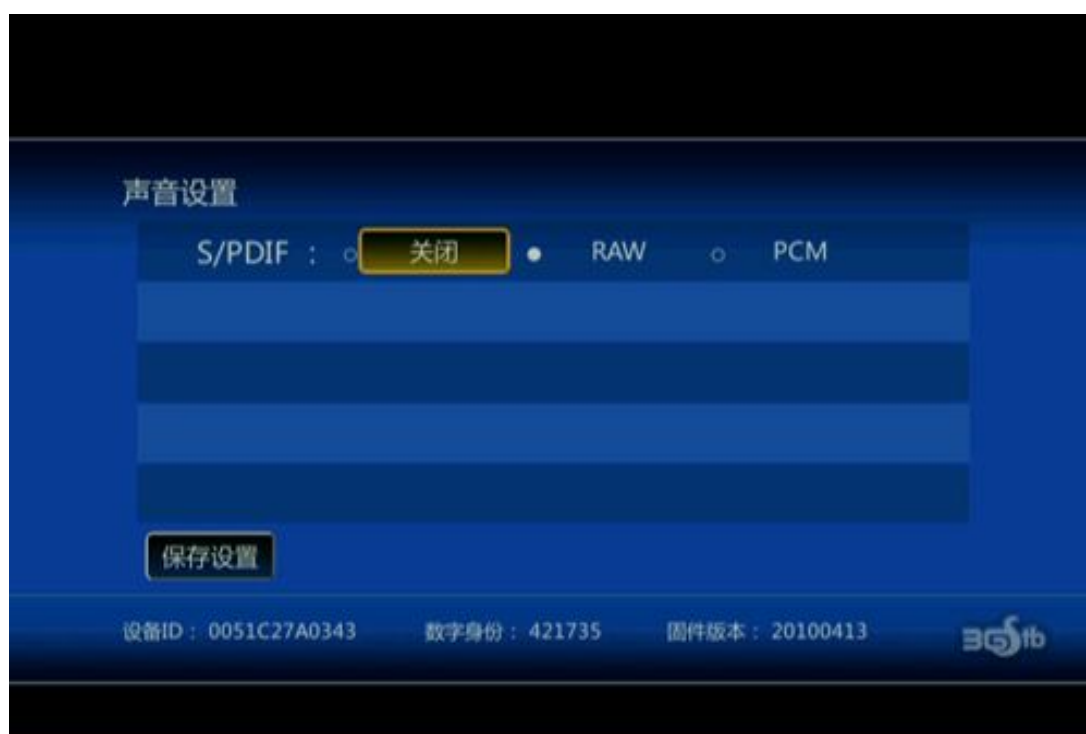 声音设置
S/PDIF : ○ 关闭 ● RAW ○ PCM
保存设置
设备ID : 0051C27A0343 数字身份 : 421735 固件版本 : 20100413
3GStb